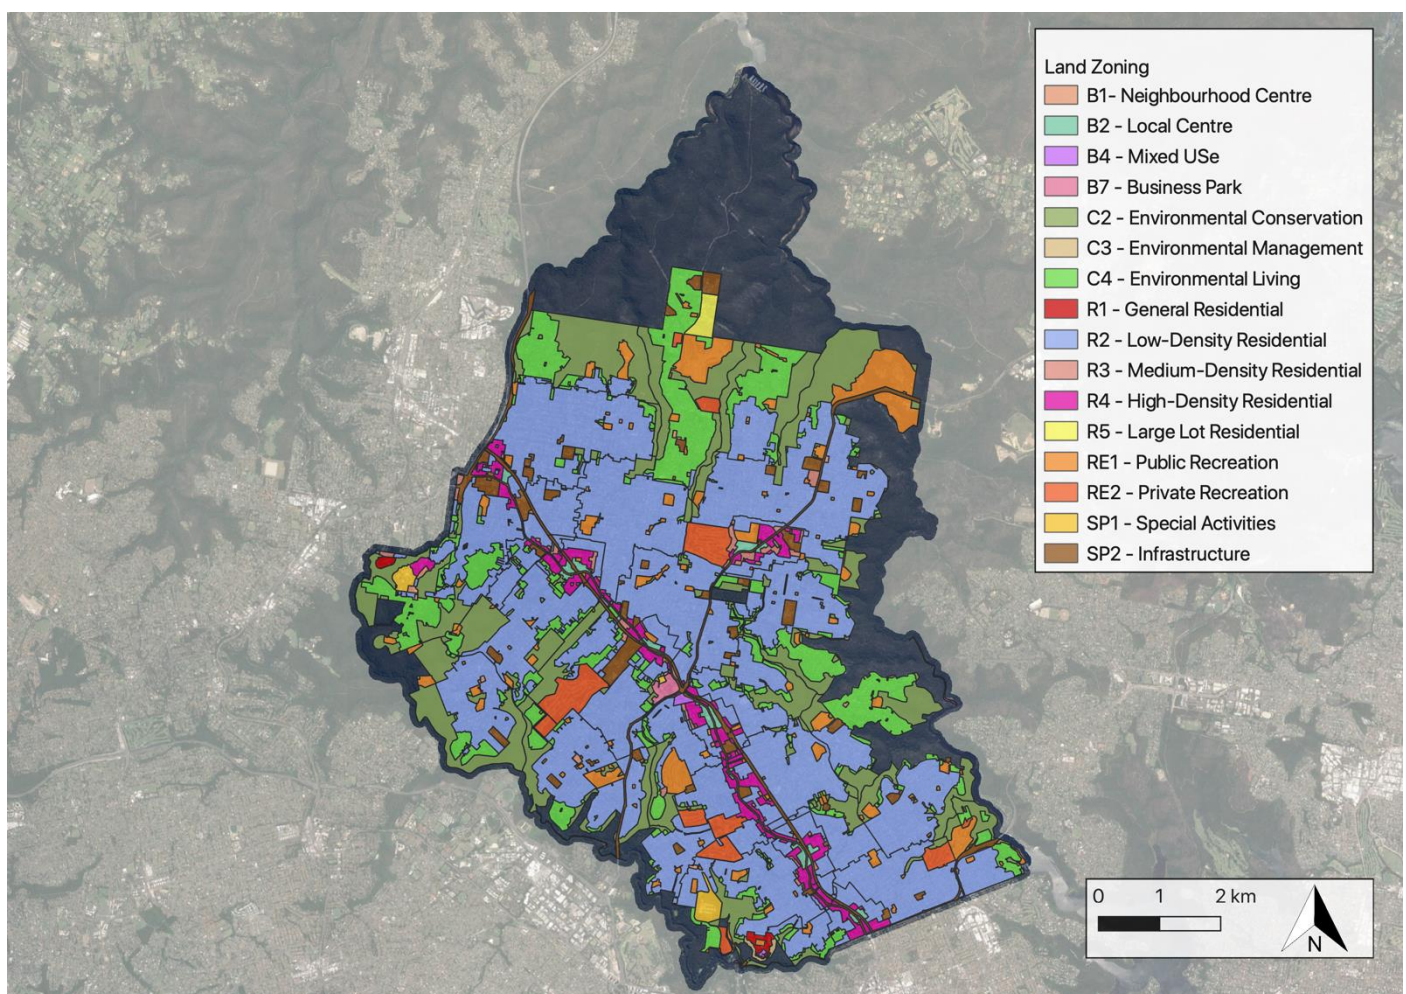 Land Zoning
B1- Neighbourhood Centre
B2 - Local Centre
B4 - Mixed USe
B7 - Business Park
C2 - Environmental Conservation
C3 - Environmental Management
C4 - Environmental Living
R1 - General Residential
R2 - Low-Density Residential
R3 - Medium-Density Residential
R4 - High-Density Residential
R5 - Large Lot Residential
RE1 - Public Recreation
RE2 - Private Recreation
SP1 - Special Activities
SP2 - Infrastructure
0 1 2 km
N